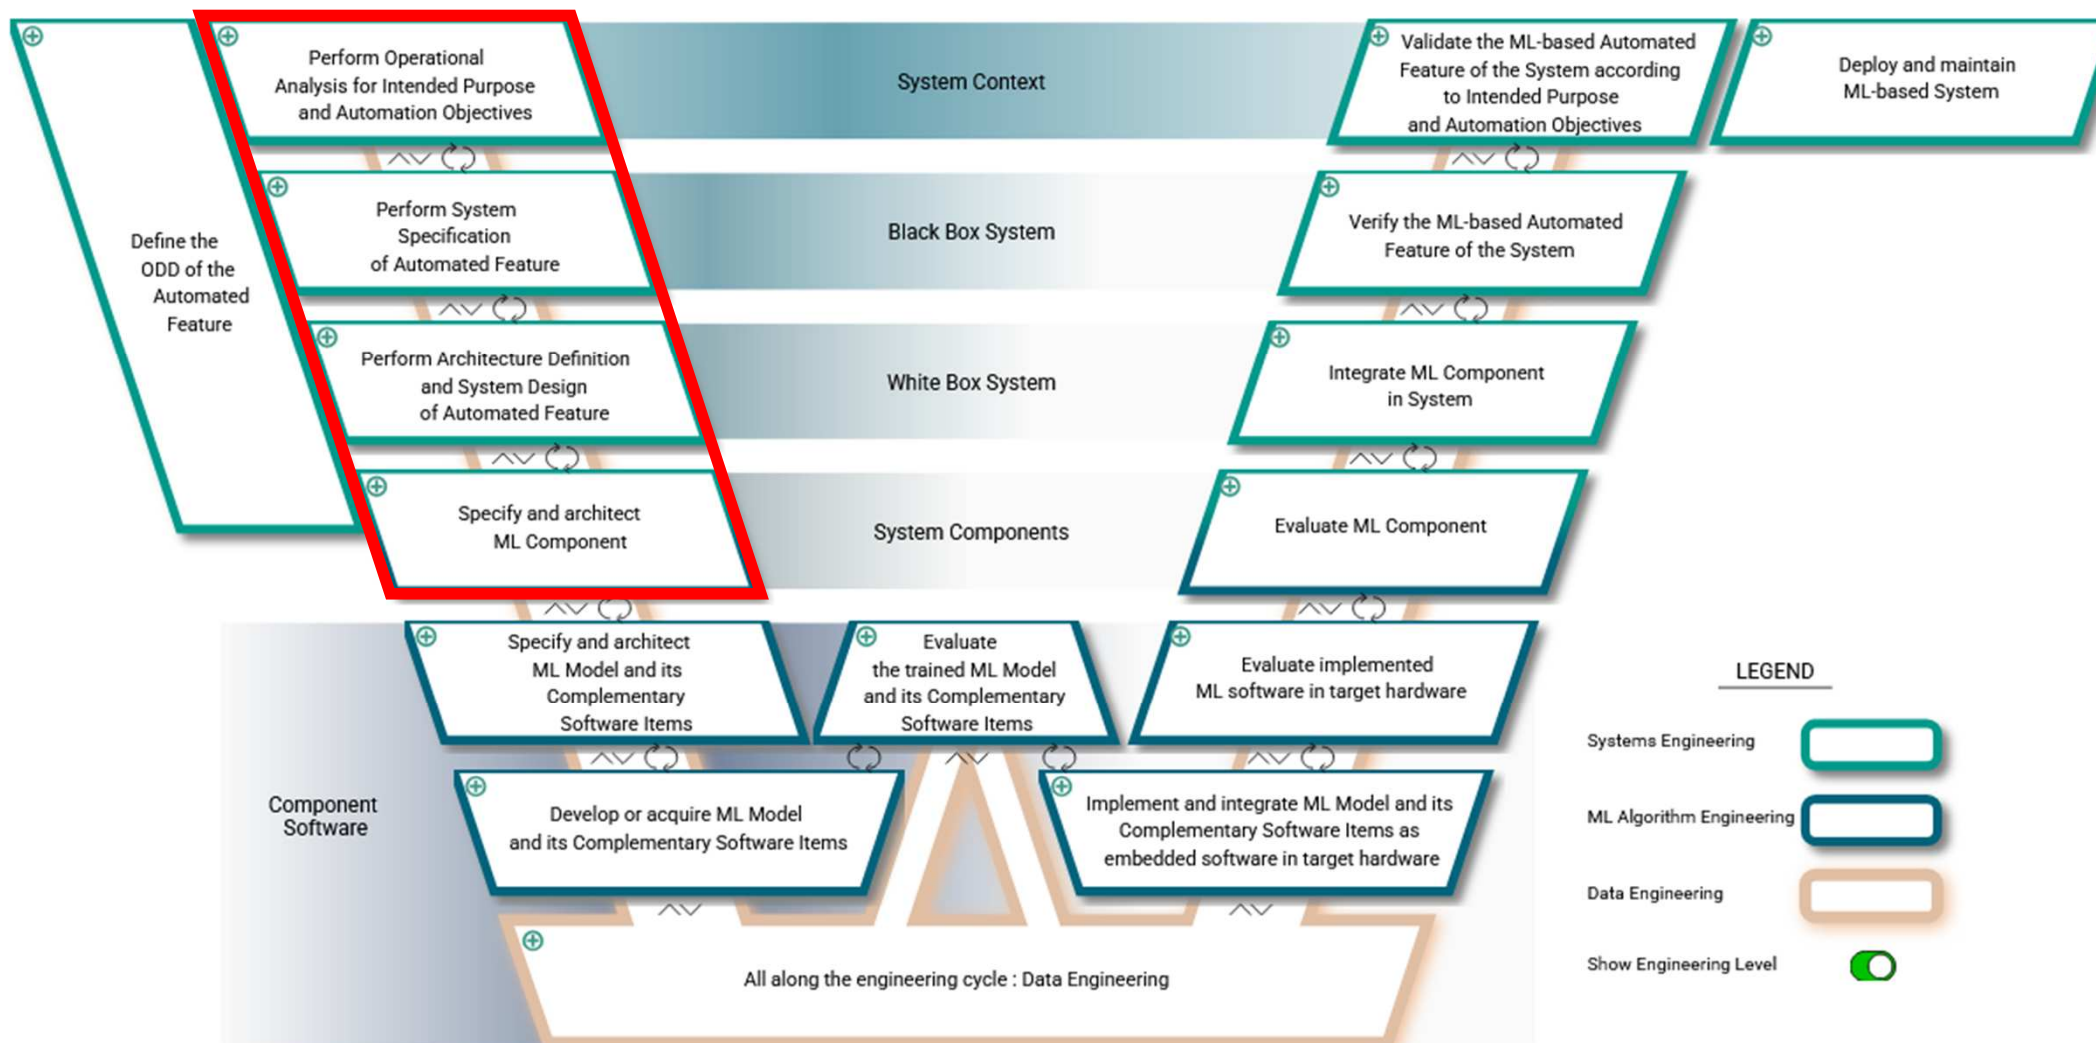 Define the
ODD of the
Automated
Feature
Perform Operational
Analysis for Intended Purpose
and Automation Objectives
System Context
Validate the ML-based Automated
Feature of the System according
to Intended Purpose
and Automation Objectives
Deploy and maintain
ML-based System
Perform System
Specification
of Automated Feature
Black Box System
Verify the ML-based Automated
Feature of the System
Perform Architecture Definition
and System Design
of Automated Feature
White Box System
Integrate ML Component
in System
Specify and architect
ML Component
System Components
Evaluate ML Component
Specify and architect
ML Model and its
Complementary
Software Items
Evaluate
the trained ML Model
and its Complementary
Software Items
Evaluate implemented
ML software in target hardware
Component
Software
Develop or acquire ML Model
and its Complementary Software Items
Implement and integrate ML Model and its
Complementary Software Items as
embedded software in target hardware
All along the engineering cycle : Data Engineering
LEGEND
Systems Engineering
ML Algorithm Engineering
Data Engineering
Show Engineering Level